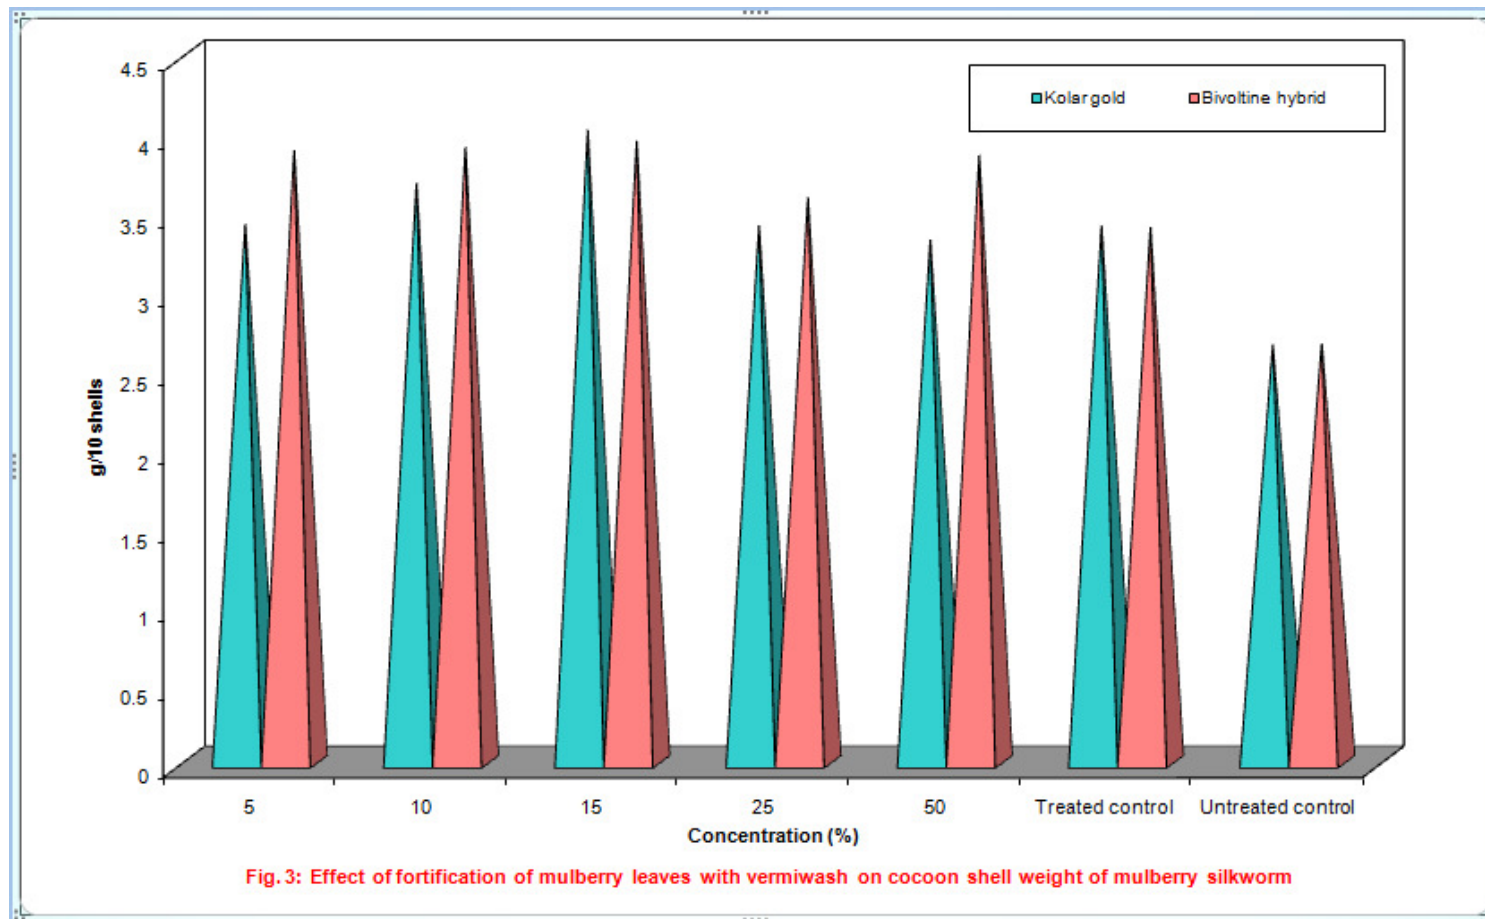 4.5
4
3.5
3
2.5
2
1.5
1
0.5
0
g/10 shells
Kolar gold
Bivoltine hybrid
5 10 15 25 50 Treated control Untreated control
Concentration (%)
Fig. 3: Effect of fortification of mulberry leaves with vermiwash on cocoon shell weight of mulberry silkworm